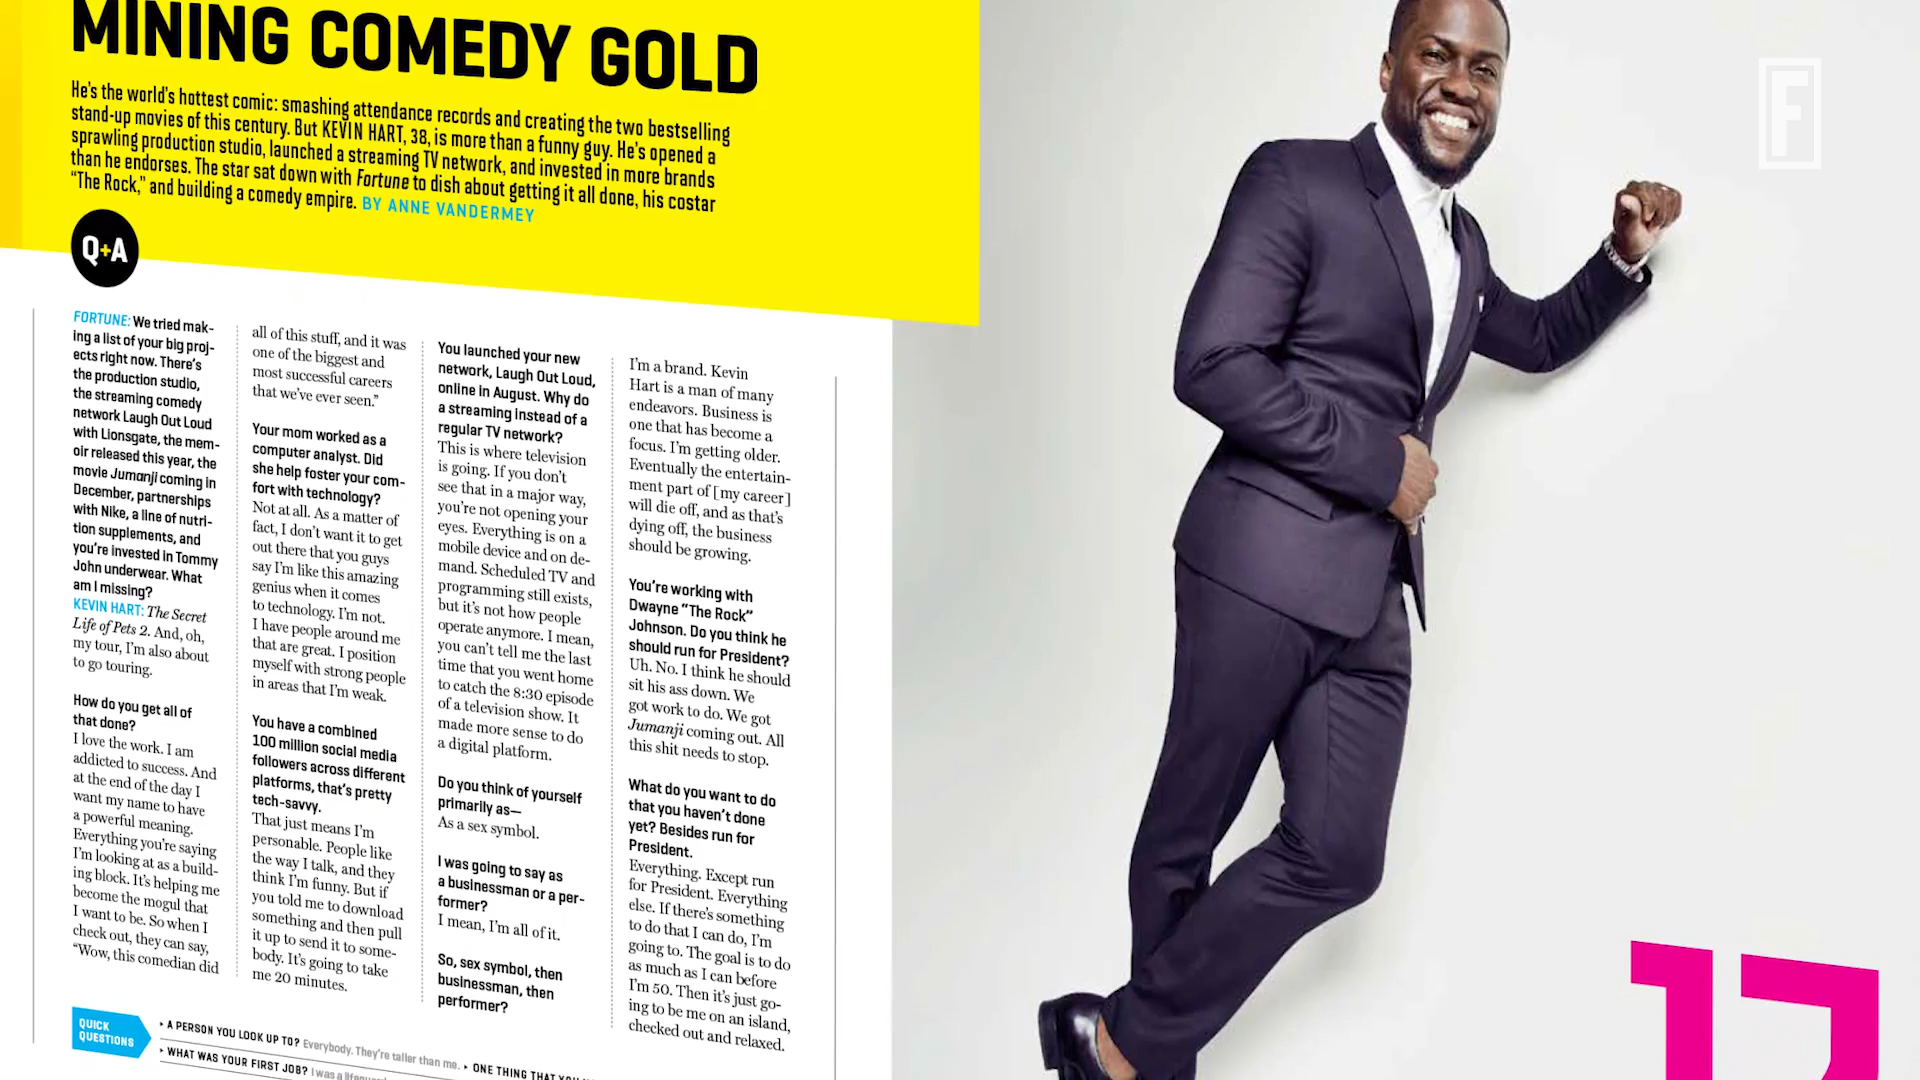 MINING COMEDY GOLD
He's the world's hottest comic: smashing attendance records and creating the two bestselling
stand-up movies of this century. But KEVIN HART, 38, is more than a funny guy. He's opened a
sprawling production studio, launched a streaming TV network, and invested in more brands
than he endorses. The star sat down with Fortune to dish about getting it all done, his costar
“The Rock,” and building a comedy empire. BY ANNE VANDERMEY
Q+A
FORTUNE: We tried mak-
ing a list of your big proj-
ects right now. There's
the production studio,
the streaming comedy
network Laugh Out Loud
with Lionsgate, the mem-
oir released this year, the
movie Jumanji coming in
December, partnerships
with Nike, a line of nutri-
tion supplements, and
you're invested in Tommy
John underwear. What
am I missing?
KEVIN HART: The Secret
Life of Pets 2. And, oh,
my tour, I'm also about
to go touring.
How do you get all of
that done?
I love the work. I am
addicted to success. And
at the end of the day I
want my name to have
a powerful meaning.
Everything you're saying
I'm looking at as a build-
ing block. It's helping me
become the mogul that
I want to be. So when I
check out, they can say,
“Wow, this comedian did
all of this stuff, and it was
one of the biggest and
most successful careers
that we've ever seen.”
Your mom worked as a
computer analyst. Did
she help foster your com-
fort with technology?
Not at all. As a matter of
fact, I don't want it to get
out there that you guys
say I'm like this amazing
genius when it comes
to technology. I'm not.
I have people around me
that are great. I position
myself with strong people
in areas that I'm weak.
You have a combined
100 million social media
followers across different
platforms, that's pretty
tech-savvy.
That just means I'm
personable. People like
the way I talk, and they
think I'm funny. But if
you told me to download
something and then pull
it up to send it to some-
body. It's going to take
me 20 minutes.
You launched your new
network, Laugh Out Loud,
online in August. Why do
a streaming instead of a
regular TV network?
This is where television
is going. If you don't
see that in a major way,
you're not opening your
eyes. Everything is on a
mobile device and on de-
mand. Scheduled TV and
programming still exists,
but it's not how people
operate anymore. I mean,
you can't tell me the last
time that you went home
to catch the 8:30 episode
of a television show. It
made more sense to do
a digital platform.
Do you think of yourself
primarily as—
As a sex symbol.
I was going to say as
a businessman or a per-
former?
I mean, I'm all of it.
So, sex symbol, then
businessman, then
performer?
I'm a brand. Kevin
Hart is a man of many
endeavors. Business is
one that has become a
focus. I'm getting older.
Eventually the entertain-
ment part of [my career]
will die off, and as that's
dying off, the business
should be growing.
You're working with
Dwayne “The Rock”
Johnson. Do you think he
should run for President?
Uh. No. I think he should
sit his ass down. We
got work to do. We got
Jumanji coming out. All
this shit needs to stop.
What do you want to do
that you haven't done
yet? Besides run for
President.
Everything. Except run
for President. Everything
else. If there's something
to do that I can do, I'm
going to. The goal is to do
as much as I can before
I'm 50. Then it's just go-
ing to be me on an island,
checked out and relaxed.
QUICK
QUESTIONS
A PERSON YOU LOOK UP TO? Everybody. They're taller than me. ONE THING THAT
WHAT WAS YOUR FIRST JOB? I was a
F